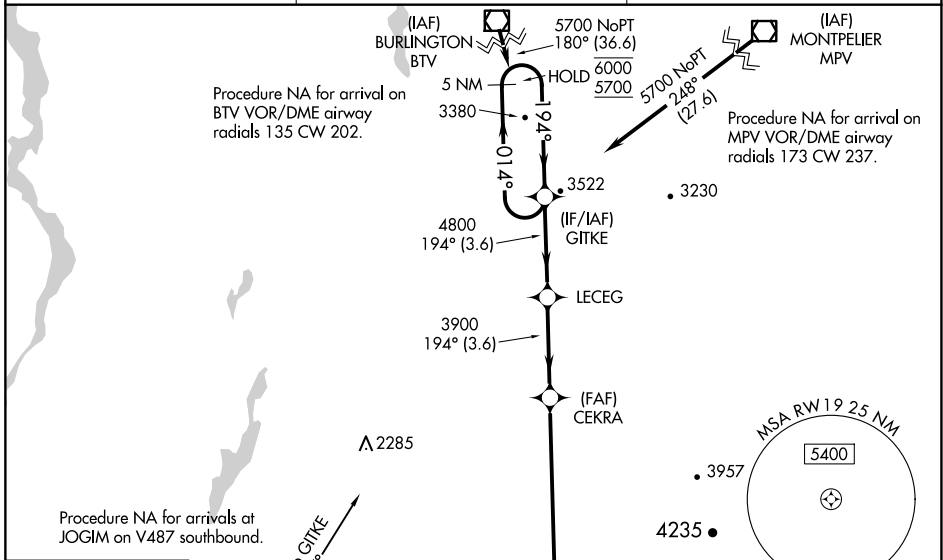 (IAF)
BURLINGTON
BTV
5700 NoPT
180° (36.6)
(IAF)
MONTPELIER
MPV
HOLD
6000
5700
5 NM
5700 NoPT
248°
(27.6)
Procedure NA for arrival on
BTV VOR/DME airway
radials 135 CW 202.
3380
194°
014°
Procedure NA for arrival on
MPV VOR/DME airway
radials 173 CW 237.
3522
3230
(IF/IAF)
GITKE
4800
194° (3.6)
LECEG
3900
194° (3.6)
(FAF)
CEKRA
MSA RW19 25 NM
5400
2285
3957
4235
Procedure NA for arrivals at
JOGIM on V487 southbound.
GITKE